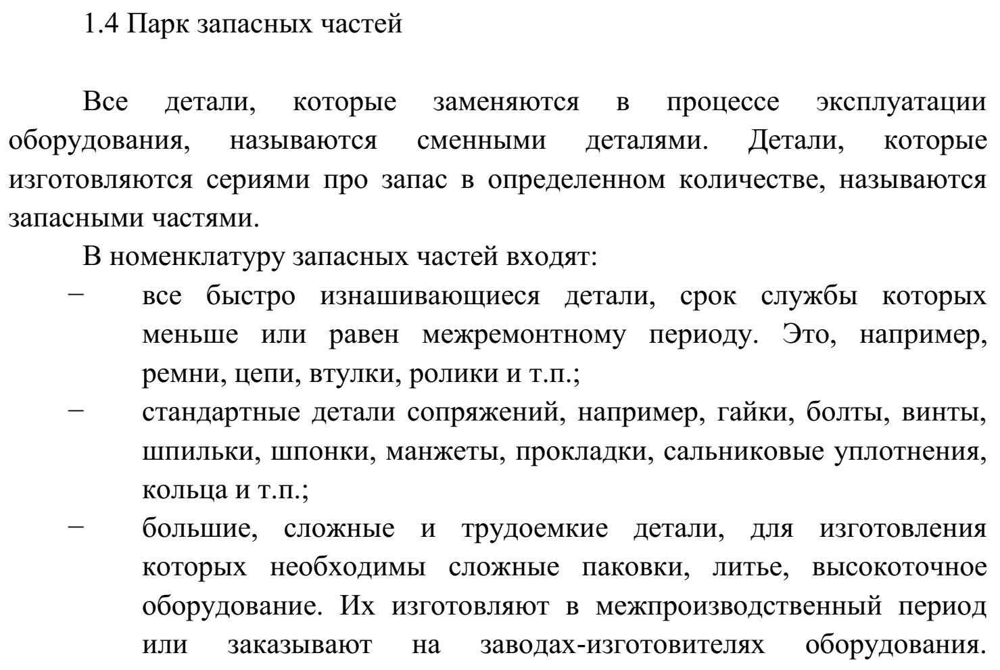 1.4 Парк запасных частей
Все детали, которые заменяются в процессе эксплуатации
оборудования, называются сменными деталями. Детали, которые
изготовляются сериями про запас в определенном количестве, называются
запасными частями.
В номенклатуру запасных частей входят:
– все быстро изнашивающиеся детали, срок службы которых
меньше или равен межремонтному периоду. Это, например,
ремни, цепи, втулки, ролики и т.п.;
– стандартные детали сопряжений, например, гайки, болты, винты,
шпильки, шпонки, манжеты, прокладки, сальниковые уплотнения,
кольца и т.п.;
– большие, сложные и трудоемкие детали, для изготовления
которых необходимы сложные паковки, литье, высокоточное
оборудование. Их изготовляют в межпроизводственный период
или заказывают на заводах-изготовителях оборудования.